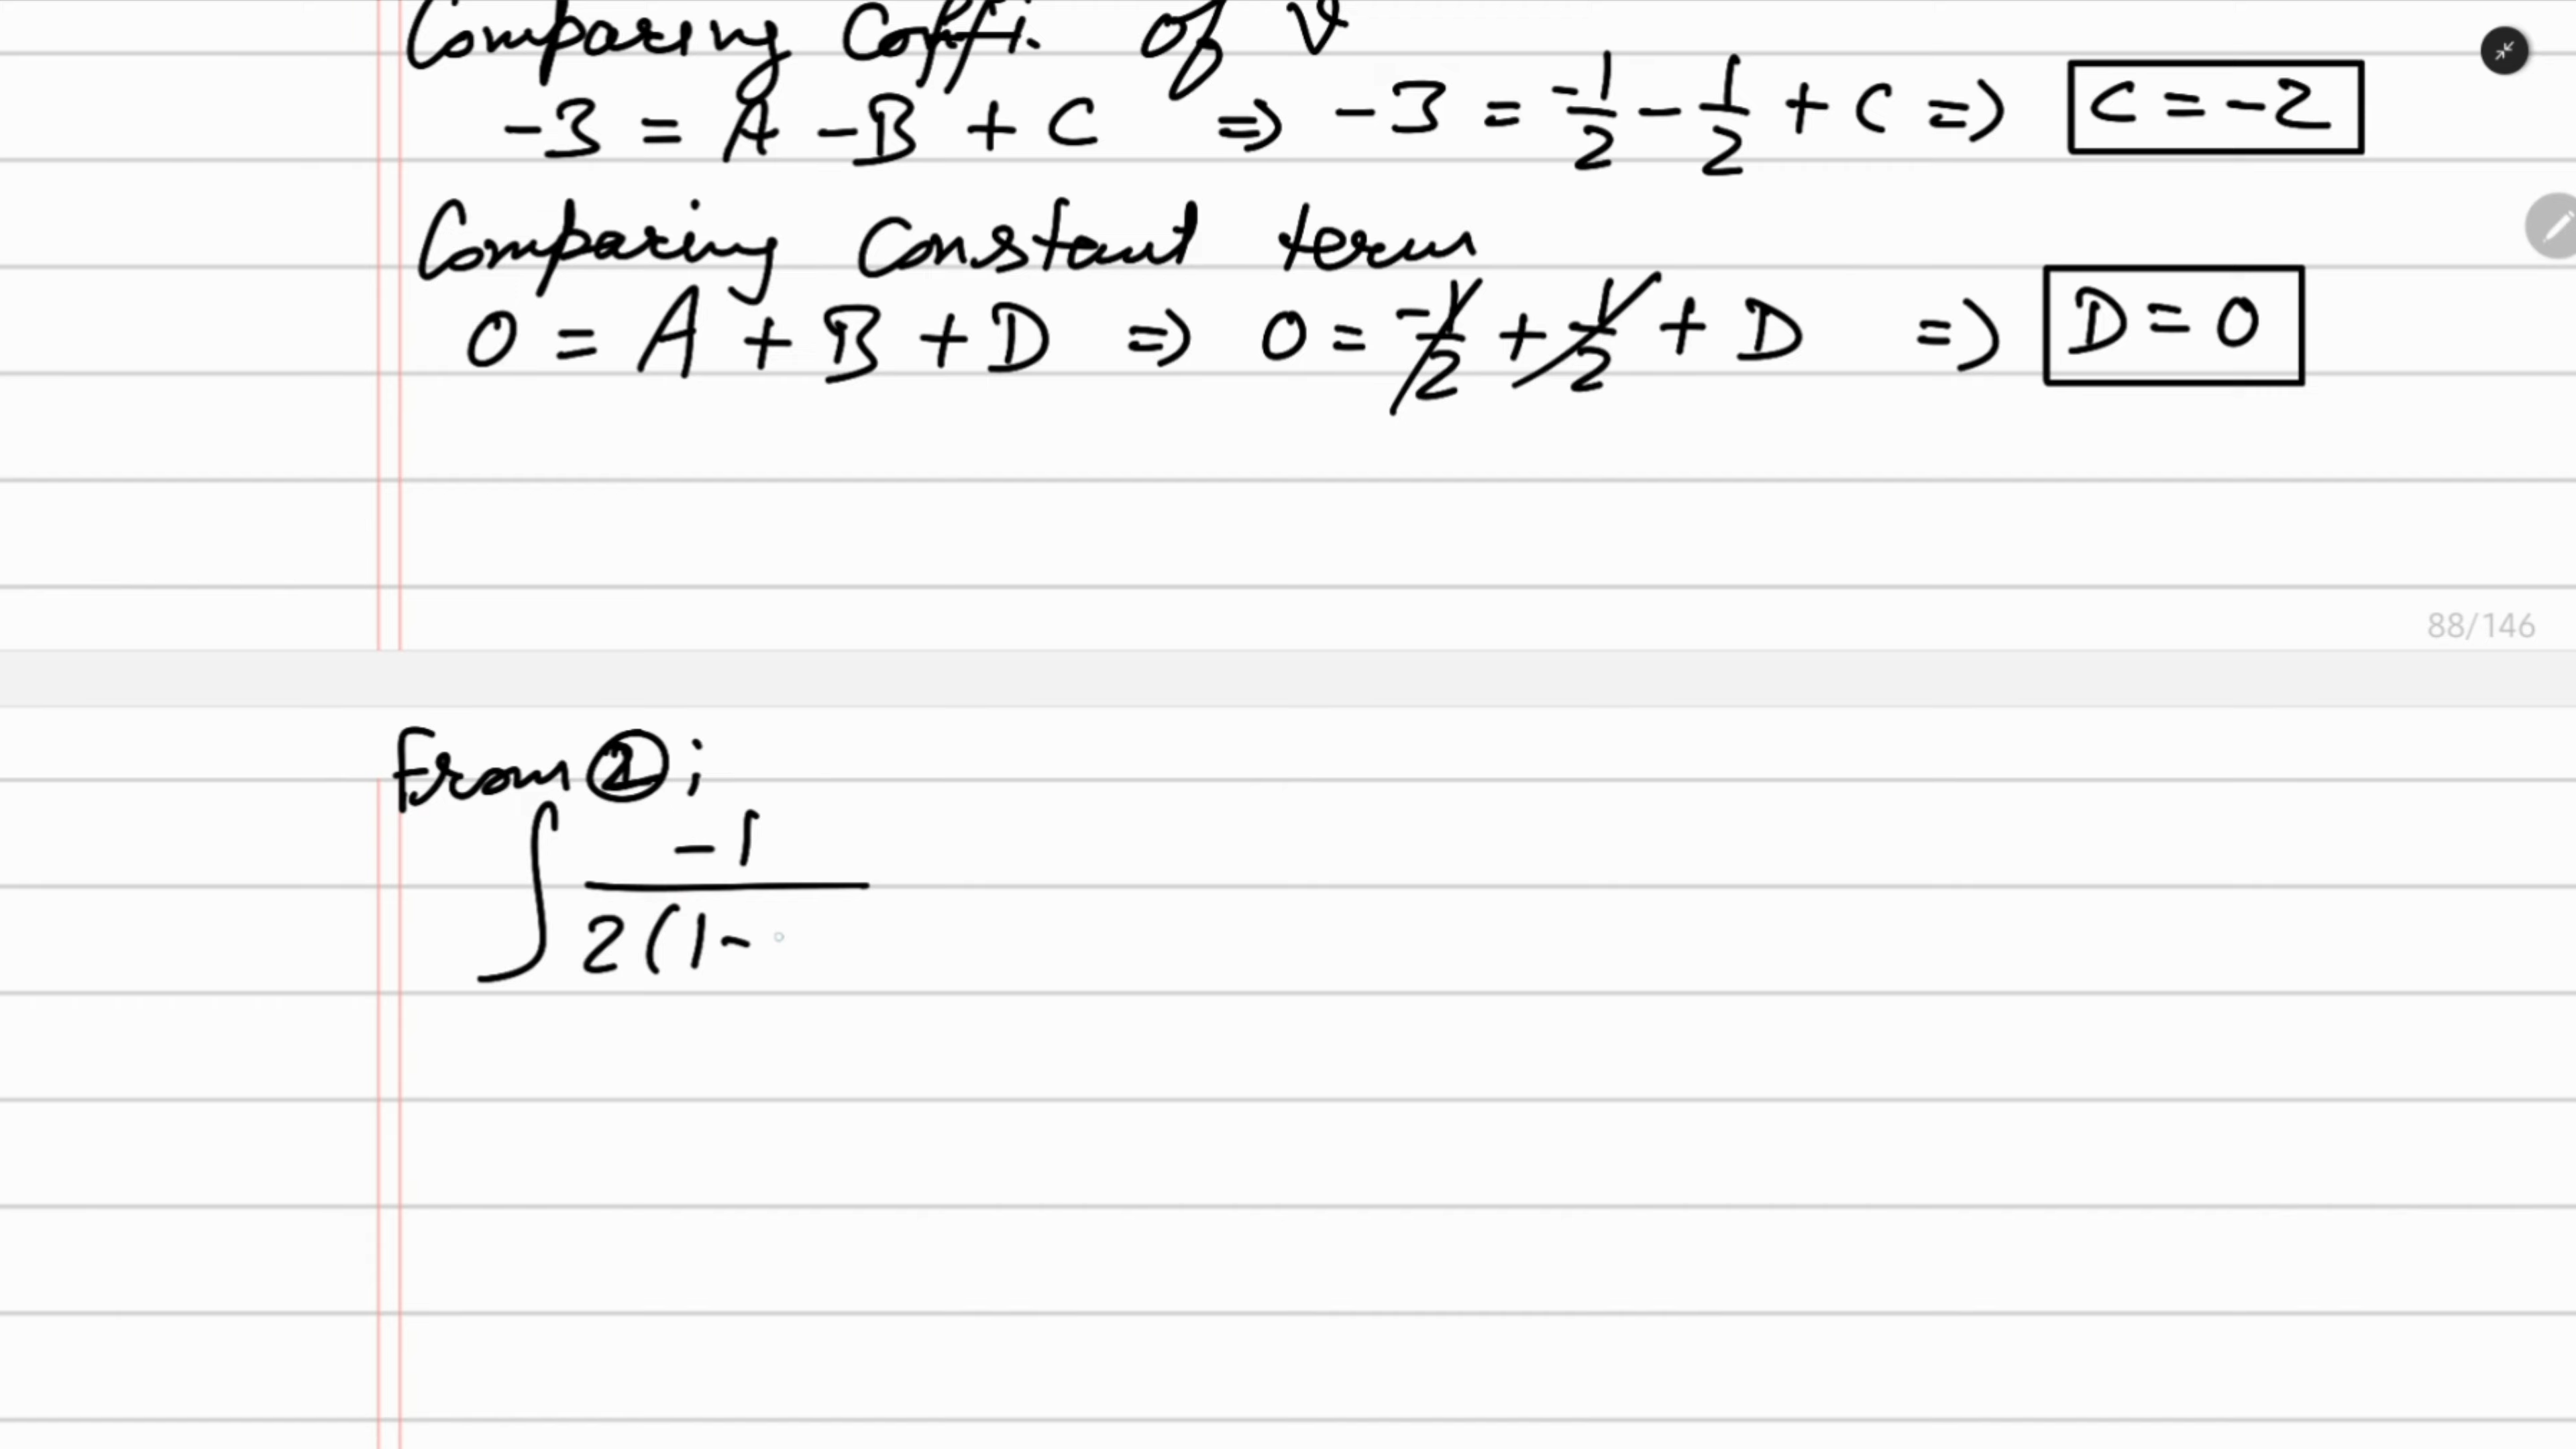 Comparing Coffi. of v
-3 = A - B + C => -3 = -1/2 - 1/2 + C => C = -2
Comparing Constant term
0 = A + B + D => 0 = -1/2 + 1/2 + D => D = 0
88/146
From ②;
∫ -1 / 2(1-